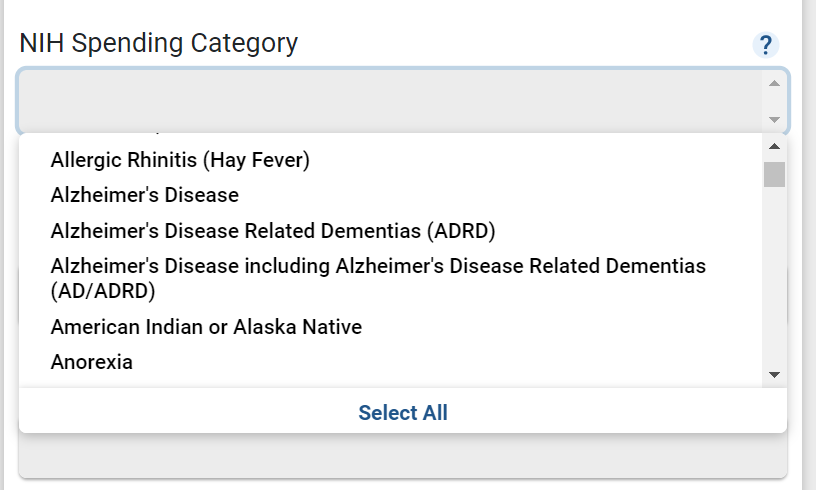 NIH Spending Category
?
Allergic Rhinitis (Hay Fever)
Alzheimer's Disease
Alzheimer's Disease Related Dementias (ADRD)
Alzheimer's Disease including Alzheimer's Disease Related Dementias
(AD/ADRD)
American Indian or Alaska Native
Anorexia
Select All